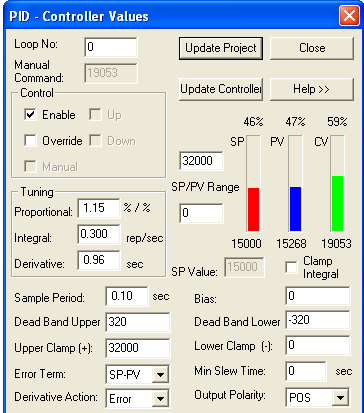 PID - Controller Values
Loop No: 0
Update Project Close
Manual Command: 19053
Update Controller Help >>
Control
Enable Up
Override Down
Manual
46% 47% 59%
SP PV CV
32000
SP/PV Range
0
15000 15268 19053
Tuning
Proportional: 1.15 % / %
Integral: 0.300 rep/sec
Derivative: 0.96 sec
SP Value: 15000
Clamp Integral
Sample Period: 0.10 sec
Bias: 0
Dead Band Upper 320
Dead Band Lower -320
Upper Clamp (+): 32000
Lower Clamp (-): 0
Error Term: SP-PV
Min Slew Time: 0 sec
Derivative Action: Error
Output Polarity: POS